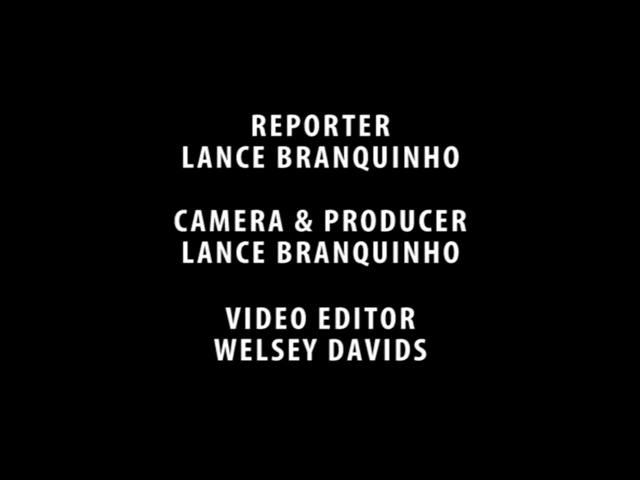 REPORTER
LANCE BRANQUINHO
CAMERA & PRODUCER
LANCE BRANQUINHO
VIDEO EDITOR
WELSEY DAVIDS